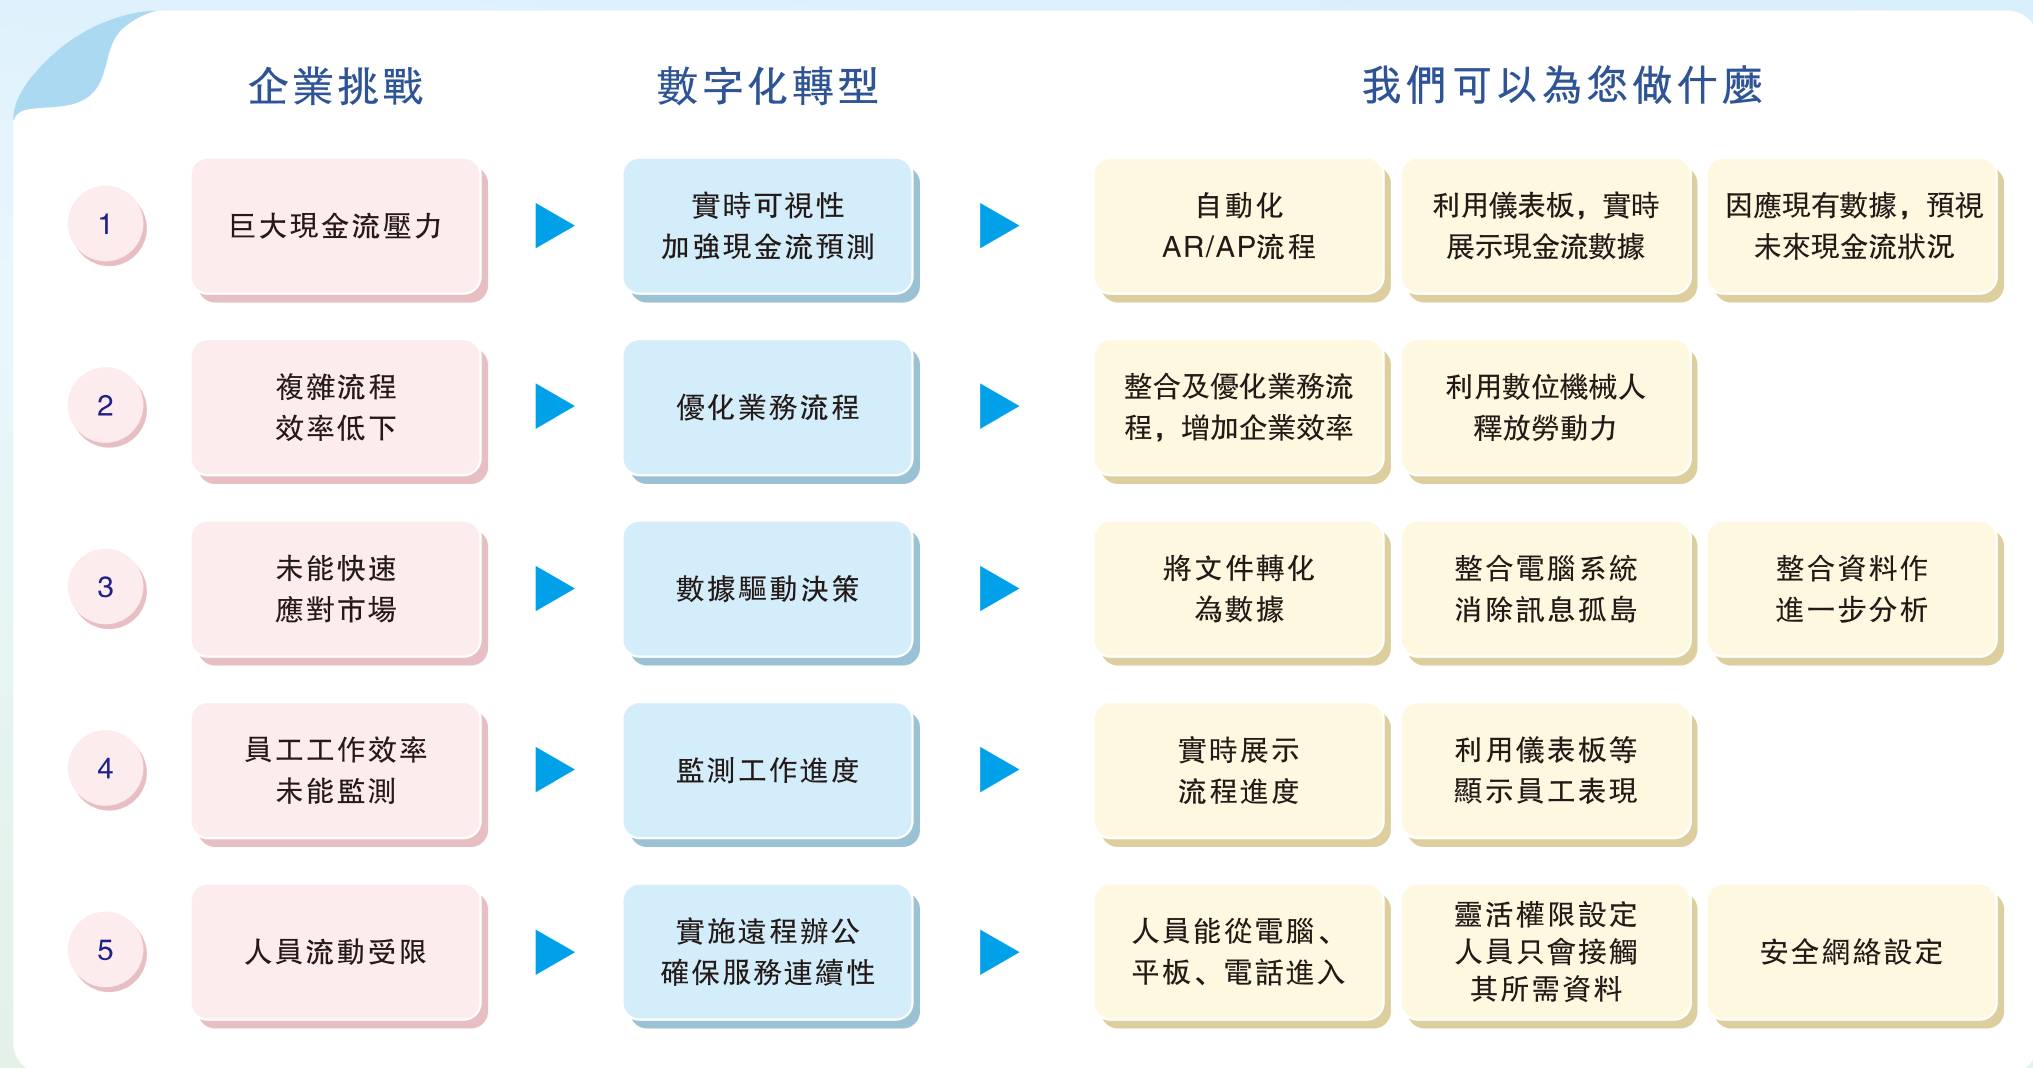 企業挑戰
數字化轉型
我們可以為您做什麼
1
巨大現金流壓力
實時可視性
加強現金流預測
自動化
AR/AP流程
利用儀表板，實時
展示現金流數據
因應現有數據，預視
未來現金流狀況
2
複雜流程
效率低下
優化業務流程
整合及優化業務流
程，增加企業效率
利用數位機械人
釋放勞動力
3
未能快速
應對市場
數據驅動決策
將文件轉化
為數據
整合電腦系統
消除訊息孤島
整合資料作
進一步分析
4
員工工作效率
未能監測
監測工作進度
實時展示
流程進度
利用儀表板等
顯示員工表現
5
人員流動受限
實施遠程辦公
確保服務連續性
人員能從電腦、
平板、電話進入
靈活權限設定
人員只會接觸
其所需資料
安全網絡設定